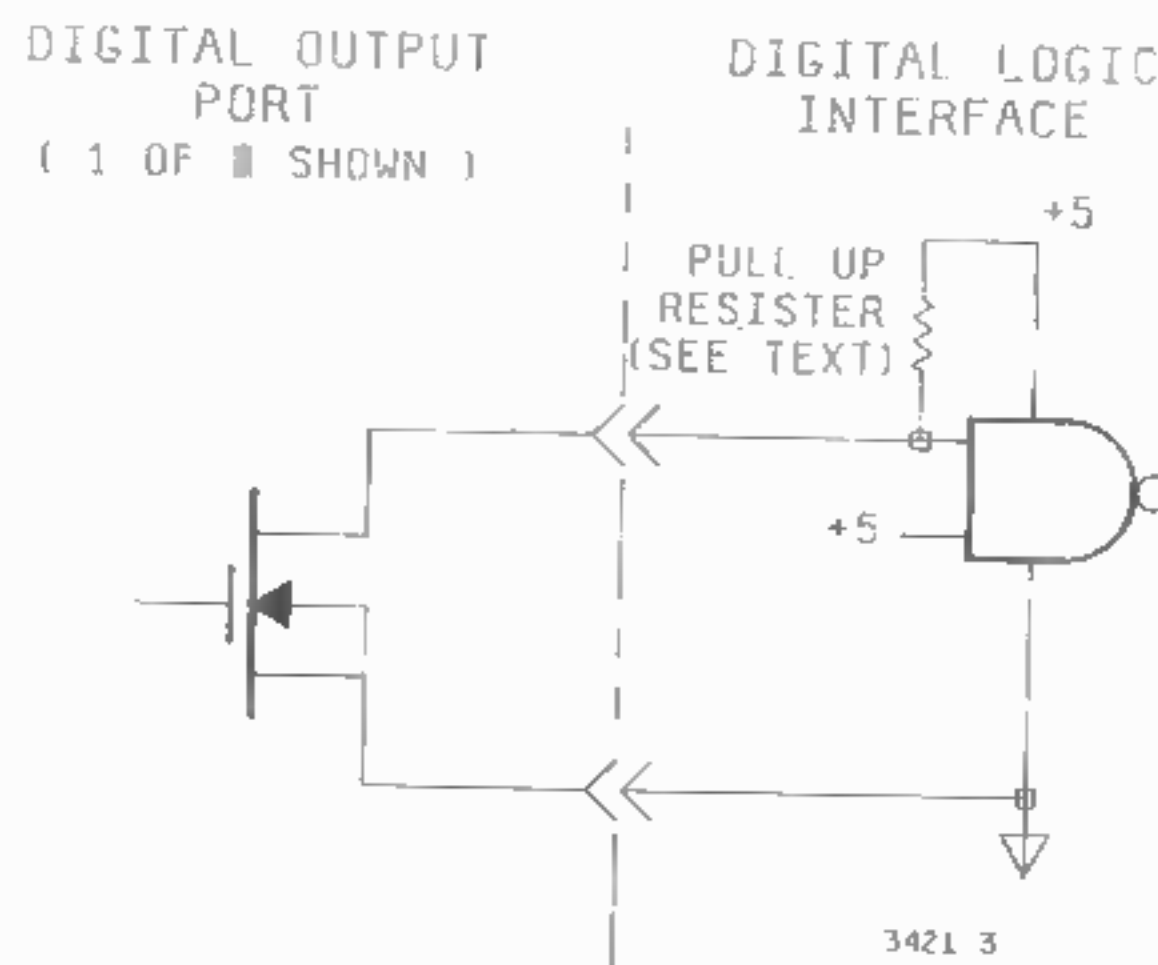 DIGITAL OUTPUT
PORT
( 1 OF SHOWN )
DIGITAL LOGIC
INTERFACE
+5
PULL UP
RESISTER
(SEE TEXT)
+5
3421 3